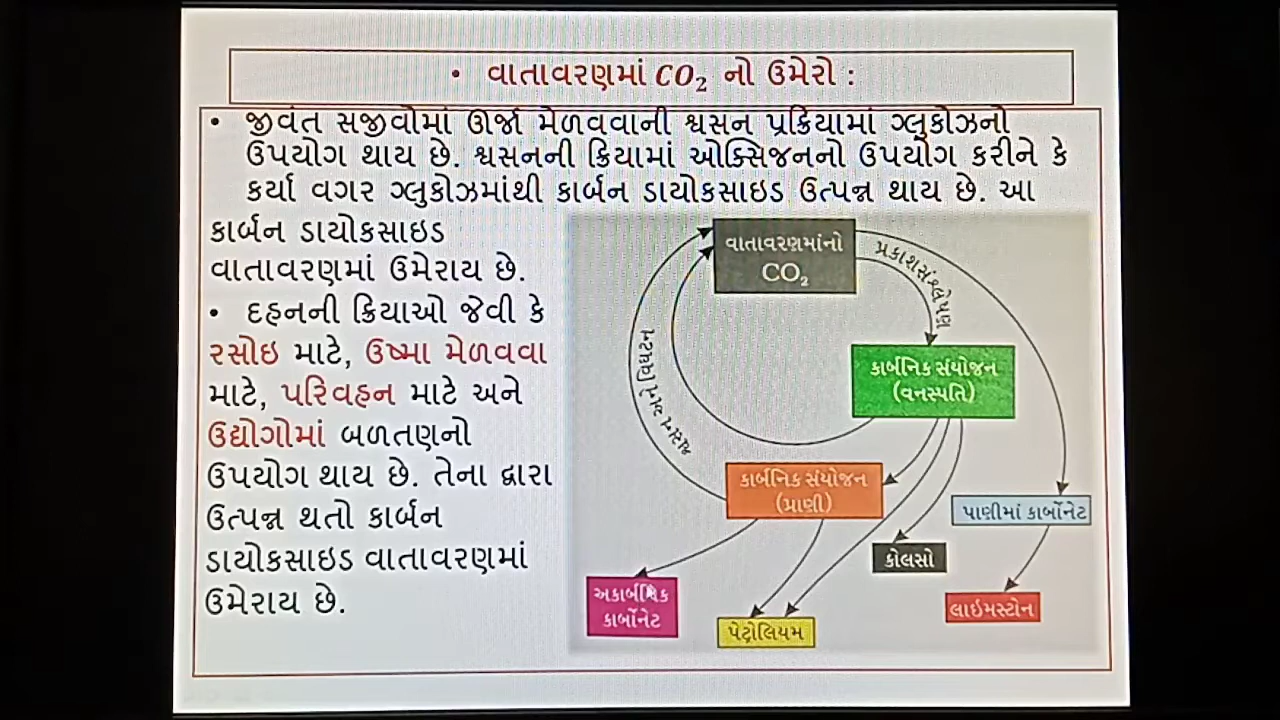 • વાતાવરણમાં CO₂ નો ઉમેરો :
• જીવંત સજીવોમાં ઊર્જા મેળવવાની શ્વસન પ્રક્રિયામાં ગ્લુકોઝનો
ઉપયોગ થાય છે. શ્વસનની ક્રિયામાં ઓક્સિજનનો ઉપયોગ કરીને કે
કર્યા વગર ગ્લુકોઝમાંથી કાર્બન ડાયોકસાઇડ ઉત્પન્ન થાય છે. આ
કાર્બન ડાયોકસાઇડ
વાતાવરણમાં ઉમેરાય છે.
• દહનની ક્રિયાઓ જેવી કે
રસોઇ માટે, ઉષ્મા મેળવવા
માટે, પરિવહન માટે અને
ઉદ્યોગોમાં બળતણનો
ઉપયોગ થાય છે. તેના દ્વારા
ઉત્પન્ન થતો કાર્બન
ડાયોકસાઇડ વાતાવરણમાં
ઉમેરાય છે.
વાતાવરણમાંનો
CO₂
પ્રકાશસંશ્લેષણ
શ્વસન અને વિઘટન
કાર્બનિક સંયોજન
(વનસ્પતિ)
કાર્બનિક સંયોજન
(પ્રાણી)
પાણીમાં કાર્બોનેટ
કોલસો
અકાર્બનિક
કાર્બોનેટ
પેટ્રોલિયમ
લાઇમસ્ટોન